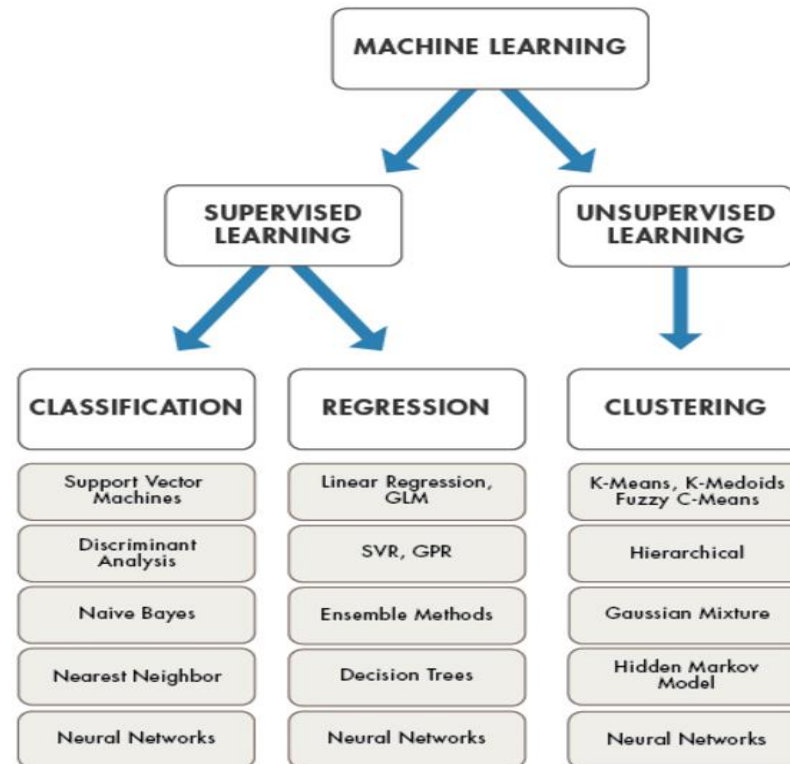 MACHINE LEARNING
SUPERVISED
LEARNING
UNSUPERVISED
LEARNING
CLASSIFICATION
Support Vector
Machines
Discriminant
Analysis
Naive Bayes
Nearest Neighbor
Neural Networks
REGRESSION
Linear Regression,
GLM
SVR, GPR
Ensemble Methods
Decision Trees
Neural Networks
CLUSTERING
K-Means, K-Medoids
Fuzzy C-Means
Hierarchical
Gaussian Mixture
Hidden Markov
Model
Neural Networks